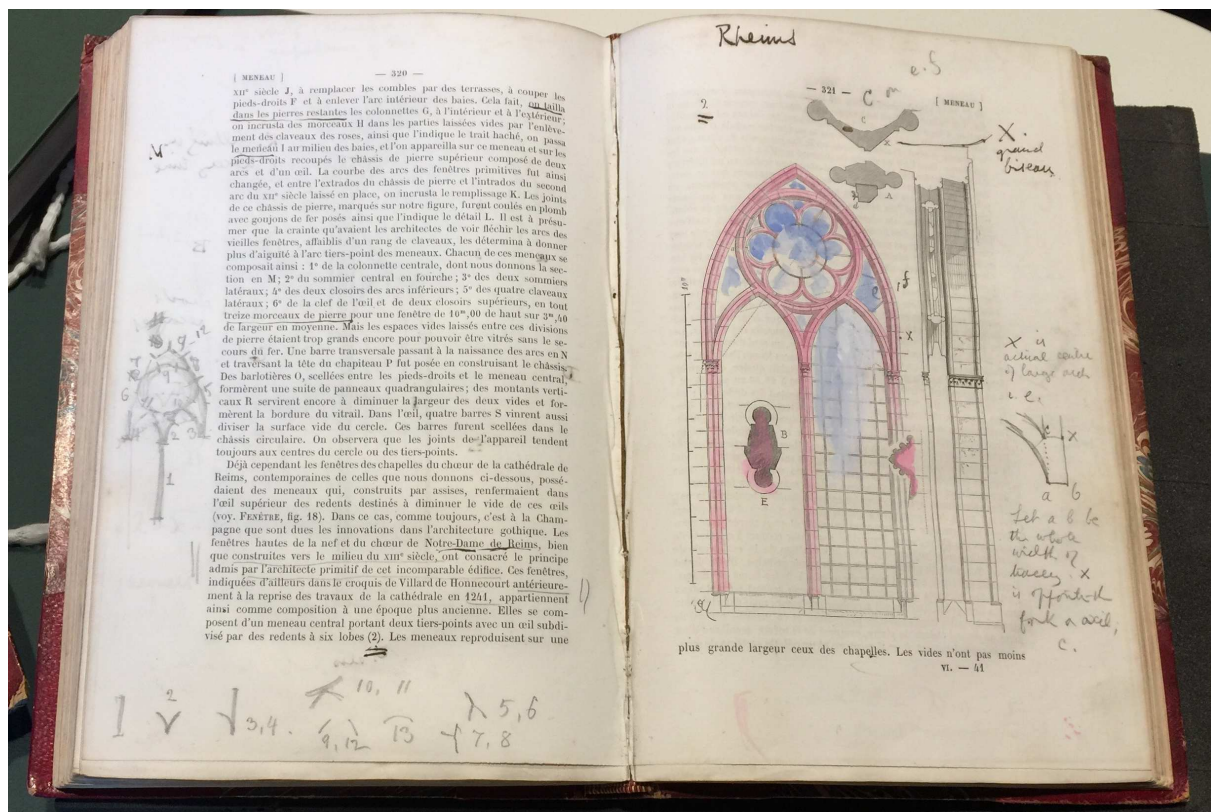 [ MENEAU ]
— 320 —
XIIe siècle J, à remplacer les combles par des terrasses, à couper les
pieds-droits F et à enlever l'arc intérieur des baies. Cela fait, on tailla
dans les pierres restantes les colonnettes G, à l'intérieur et à l'extérieur;
on incrusta des morceaux H dans les parties laissées vides par l'enlève-
ment des claveaux des roses, ainsi que l'indique le trait haché, on passa
le meneau I au milieu des baies, et l'on appareilla sur ce meneau et sur les
pieds-droits recoupés le châssis de pierre supérieur composé de deux
arcs et d'un œil. La courbe des arcs des fenêtres primitives fut ainsi
changée, et entre l'extrados du châssis de pierre et l'intrados du second
arc du XIIe siècle laissé en place, on incrusta le remplissage K. Les joints
de ce châssis de pierre, marqués sur notre figure, furent coulés en plomb
avec goujons de fer posés ainsi que l'indique le détail L. Il est à présu-
mer que la crainte qu'avaient les architectes de voir fléchir les arcs des
vieilles fenêtres, affaiblis d'un rang de claveaux, les détermina à donner
plus d'aiguité à l'arc tiers-point des meneaux. Chacun de ces meneaux se
composait ainsi : 1° de la colonnette centrale, dont nous donnons la sec-
tion en M; 2° du sommier central en fourche; 3° des deux sommiers
latéraux; 4° des deux closoirs des arcs inférieurs; 5° des quatre claveaux
latéraux; 6° de la clef de l'œil et de deux closoirs supérieurs, en tout
treize morceaux de pierre pour une fenêtre de 10m,00 de haut sur 3m,40
de largeur en moyenne. Mais les espaces vides laissés entre ces divisions
de pierre étaient trop grands encore pour pouvoir être vitrés sans le se-
cours du fer. Une barre transversale passant à la naissance des arcs en N
et traversant la tête du chapiteau P fut posée en construisant le châssis.
Des barlotières O, scellées entre les pieds-droits et le meneau central,
formèrent une suite de panneaux quadrangulaires; des montants verti-
caux R servirent encore à diminuer la largeur des deux vides et for-
mèrent la bordure du vitrail. Dans l'œil, quatre barres S vinrent aussi
diviser la surface vide du cercle. Ces barres furent scellées dans le
châssis circulaire. On observera que les joints de l'appareil tendent
toujours aux centres du cercle ou des tiers-points.
Déjà cependant les fenêtres des chapelles du chœur de la cathédrale de
Reims, contemporaines de celles que nous donnons ci-dessous, possé-
daient des meneaux qui, construits par assises, renfermaient dans
l'œil supérieur des redents destinés à diminuer le vide de ces œils
(voy. FENÊTRE, fig. 18). Dans ce cas, comme toujours, c'est à la Cham-
pagne que sont dues les innovations dans l'architecture gothique. Les
fenêtres hautes de la nef et du chœur de Notre-Dame de Reims, bien
que construites vers le milieu du XIIIe siècle, ont consacré le principe
admis par l'architecte primitif de cet incomparable édifice. Ces fenêtres,
indiquées d'ailleurs dans le croquis de Villard de Honnecourt antérieure-
ment à la reprise des travaux de la cathédrale en 1241, appartiennent
ainsi comme composition à une époque plus ancienne. Elles se com-
posent d'un meneau central portant deux tiers-points avec un œil subdi-
visé par des redents à six lobes (2). Les meneaux reproduisent sur une
1
2
3, 4.
10, 11
9, 12
13
5, 6
7, 8
Rheims
— 321 —
[ MENEAU ]
2
C
C
X
A
X.
grand
biseau
10m
e
X
B
E
X is
actual centre
of large arch
i.e.
c
X
a b
Let a b be
the whole
width of
tracery. X
is opposite the
fork or axil,
C.
plus grande largeur ceux des chapelles. Les vides n'ont pas moins
VI. — 41